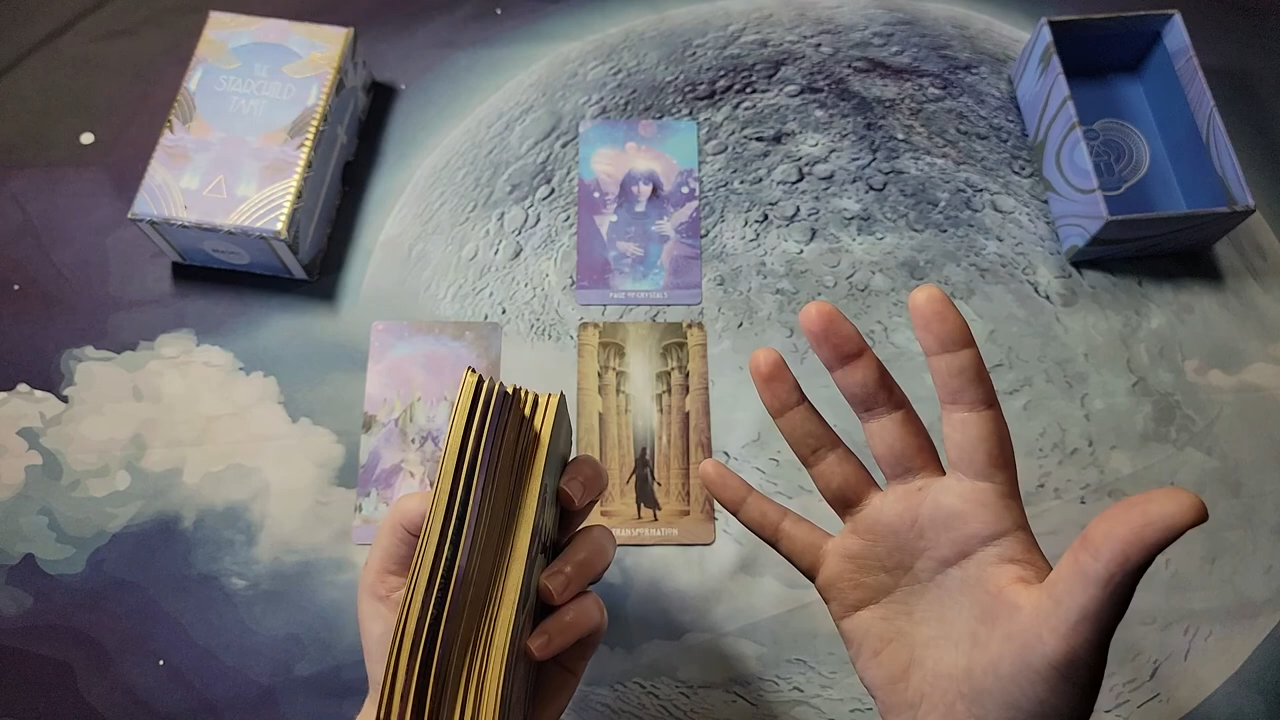 THE
STARCHILD
TAROT
PAGE OF CRYSTALS
TRANSFORMATION